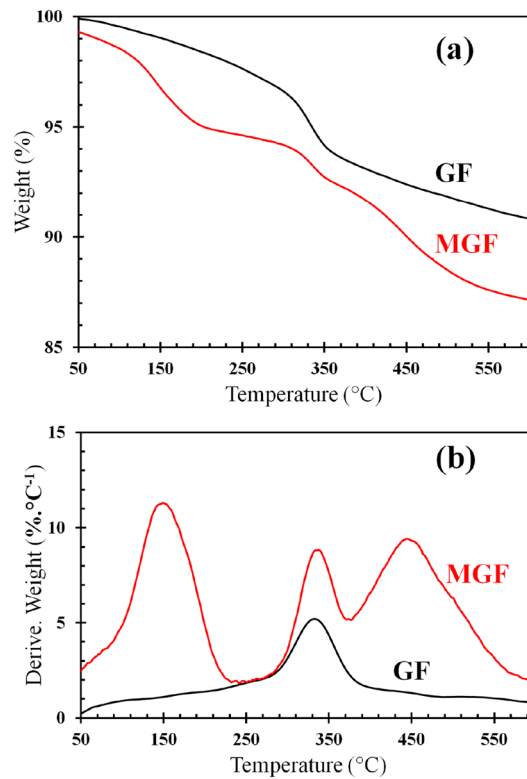 100
(a)
95
Weight (%)
GF
90
MGF
85
50 150 250 350 450 550
Temperature (°C)
15
(b)
10
Derive. Weight (%.°C-1)
MGF
5
GF
0
50 150 250 350 450 550
Temperature (°C)